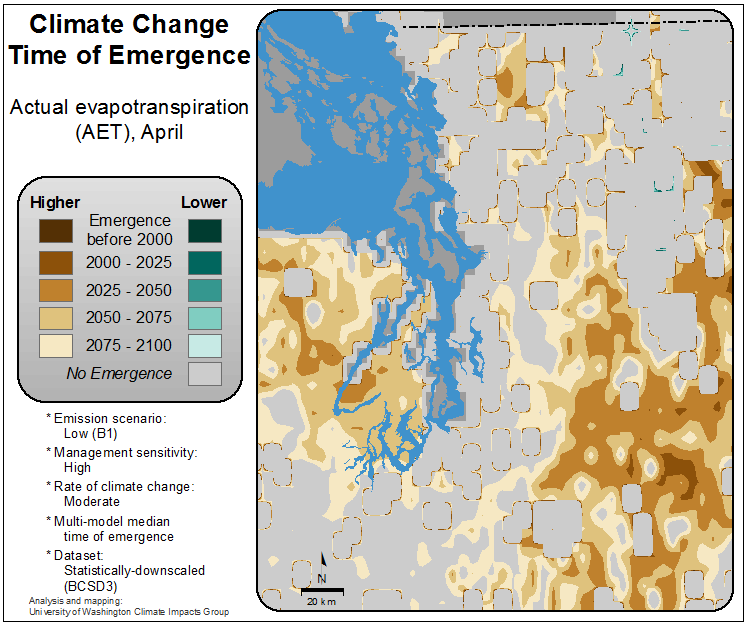 Climate Change
Time of Emergence
Actual evapotranspiration
(AET), April
Higher Lower
Emergence
before 2000
2000 - 2025
2025 - 2050
2050 - 2075
2075 - 2100
No Emergence
* Emission scenario:
Low (B1)
* Management sensitivity:
High
* Rate of climate change:
Moderate
* Multi-model median
time of emergence
* Dataset:
Statistically-downscaled
(BCSD3)
Analysis and mapping:
University of Washington Climate Impacts Group
N
20 km